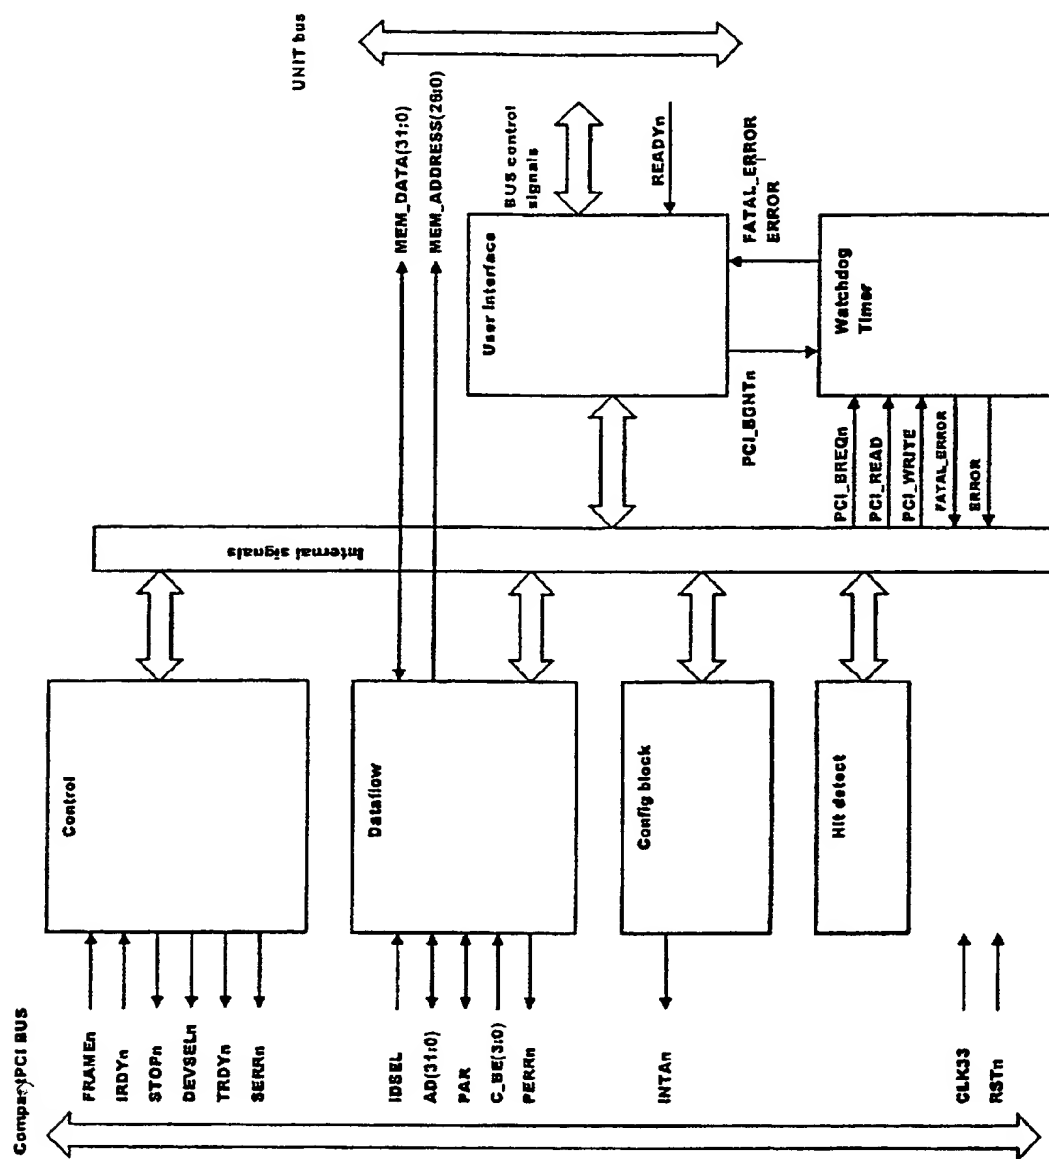 CompactPCI BUS
FRAMEn
IRDYn
STOPn
DEVSELn
TRDYn
SERRn
IDSEL
AD(31:0)
PAR
C_BE(3:0)
PERRn
INTAn
CLK33
RSTn
Control
Dataflow
Config block
Hit detect
Internal signals
PCI_BREQn
PCI_READ
PCI_WRITE
FATAL_ERROR
ERROR
MEM_DATA(31:0)
MEM_ADDRESS(26:0)
User Interface
PCI_BGNTn
Watchdog
Timer
BUS control
signals
READYn
FATAL_ERROR
ERROR
UNIT bus